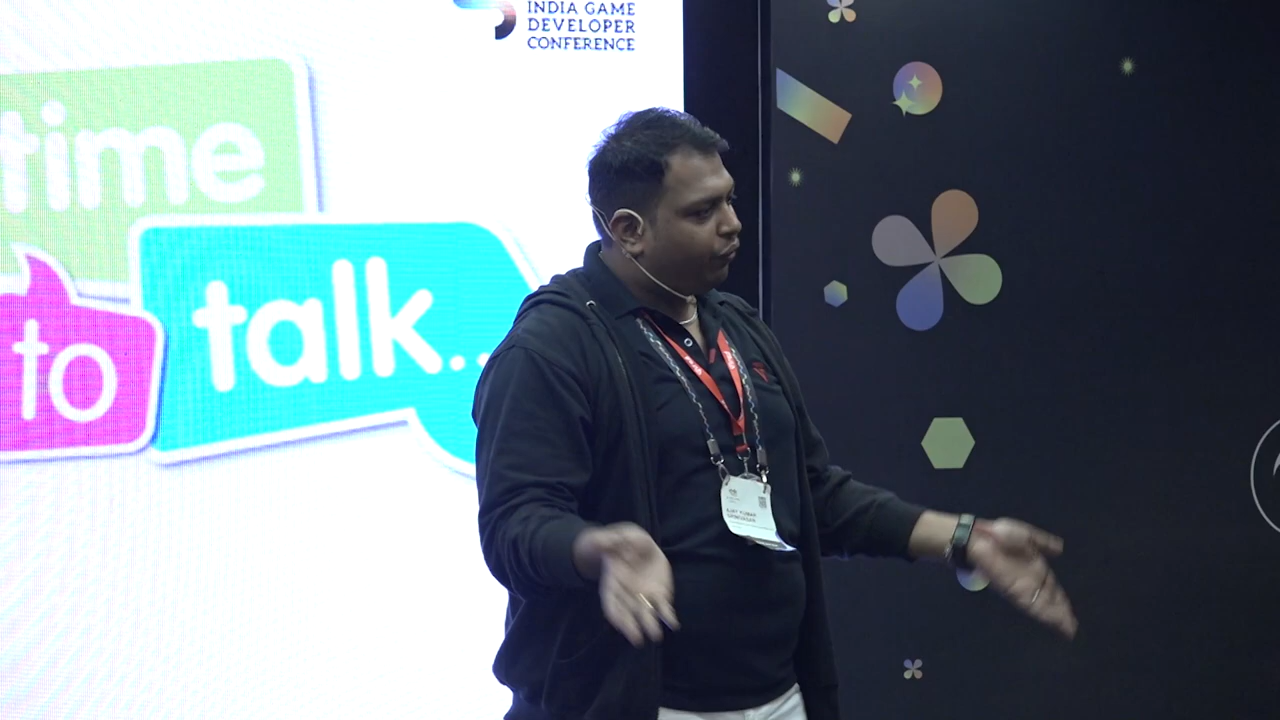 INDIA GAME
DEVELOPER
CONFERENCE
time
to
talk..